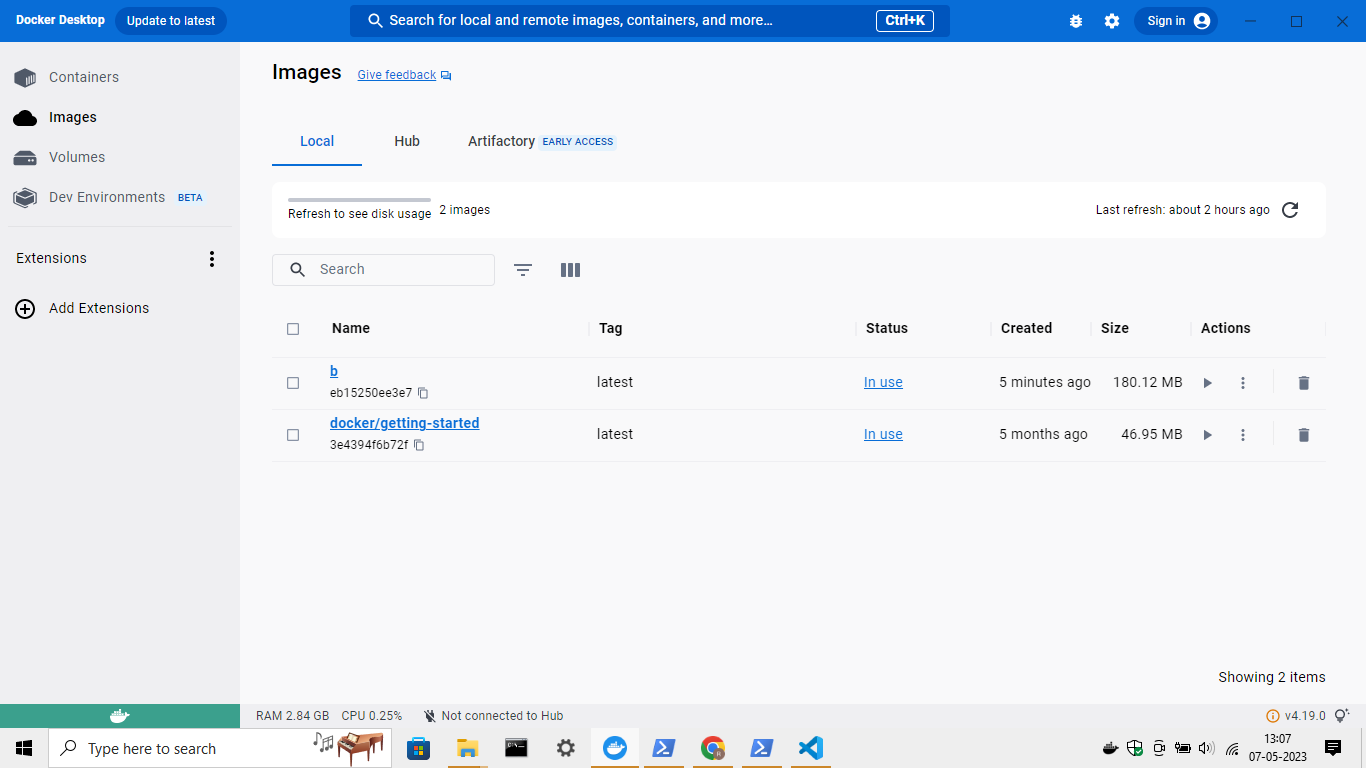 Docker Desktop
Update to latest
Search for local and remote images, containers, and more...
Ctrl+K
Sign in
Containers
Images
Volumes
Dev Environments BETA
Extensions
Add Extensions
Images
Give feedback
Local
Hub
Artifactory EARLY ACCESS
Refresh to see disk usage
2 images
Last refresh: about 2 hours ago
Search
Name Tag Status Created Size Actions
b
eb15250ee3e7
latest In use 5 minutes ago 180.12 MB
docker/getting-started
3e4394f6b72f
latest In use 5 months ago 46.95 MB
Showing 2 items
RAM 2.84 GB CPU 0.25% Not connected to Hub
v4.19.0
Type here to search
13:07
07-05-2023